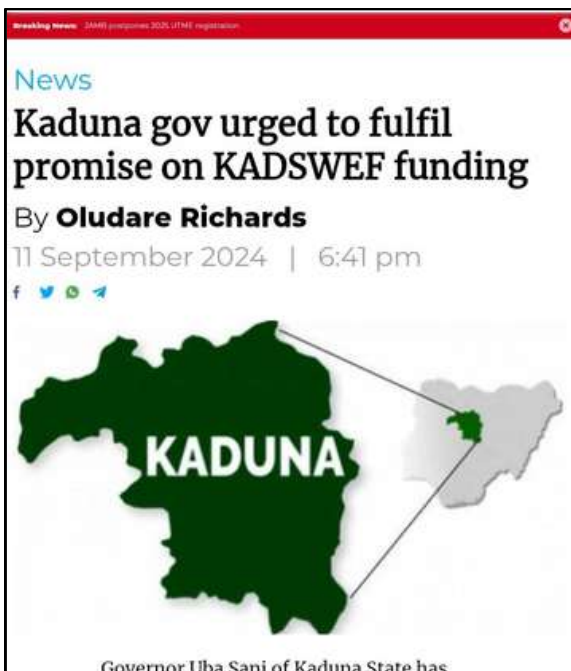 Breaking News: JAMB postpones 2025 UTME registration
News
Kaduna gov urged to fulfil
promise on KADSWEF funding
By Oludare Richards
11 September 2024 | 6:41 pm
KADUNA
Governor Uba Sani of Kaduna State has